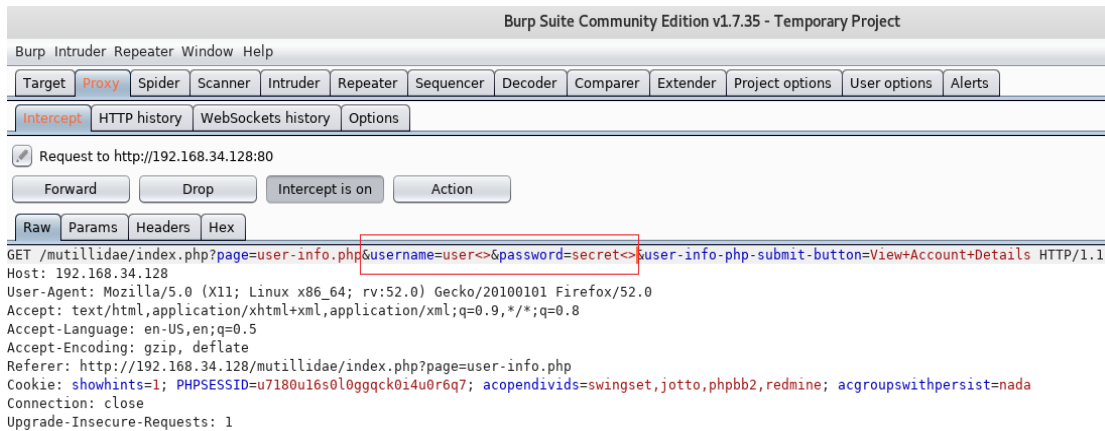 Burp Suite Community Edition v1.7.35 - Temporary Project
Burp Intruder Repeater Window Help
Target Proxy Spider Scanner Intruder Repeater Sequencer Decoder Comparer Extender Project options User options Alerts
Intercept HTTP history WebSockets history Options
Request to http://192.168.34.128:80
Forward Drop Intercept is on Action
Raw Params Headers Hex
GET /mutillidae/index.php?page=user-info.php&username=user<>&password=secret<>&user-info-php-submit-button=View+Account+Details HTTP/1.1
Host: 192.168.34.128
User-Agent: Mozilla/5.0 (X11; Linux x86_64; rv:52.0) Gecko/20100101 Firefox/52.0
Accept: text/html,application/xhtml+xml,application/xml;q=0.9,*/*;q=0.8
Accept-Language: en-US,en;q=0.5
Accept-Encoding: gzip, deflate
Referer: http://192.168.34.128/mutillidae/index.php?page=user-info.php
Cookie: showhints=1; PHPSESSID=u7180u16s0l0ggqck0i4u0r6q7; acopendivids=swingset,jotto,phpbb2,redmine; acgroupswithpersist=nada
Connection: close
Upgrade-Insecure-Requests: 1